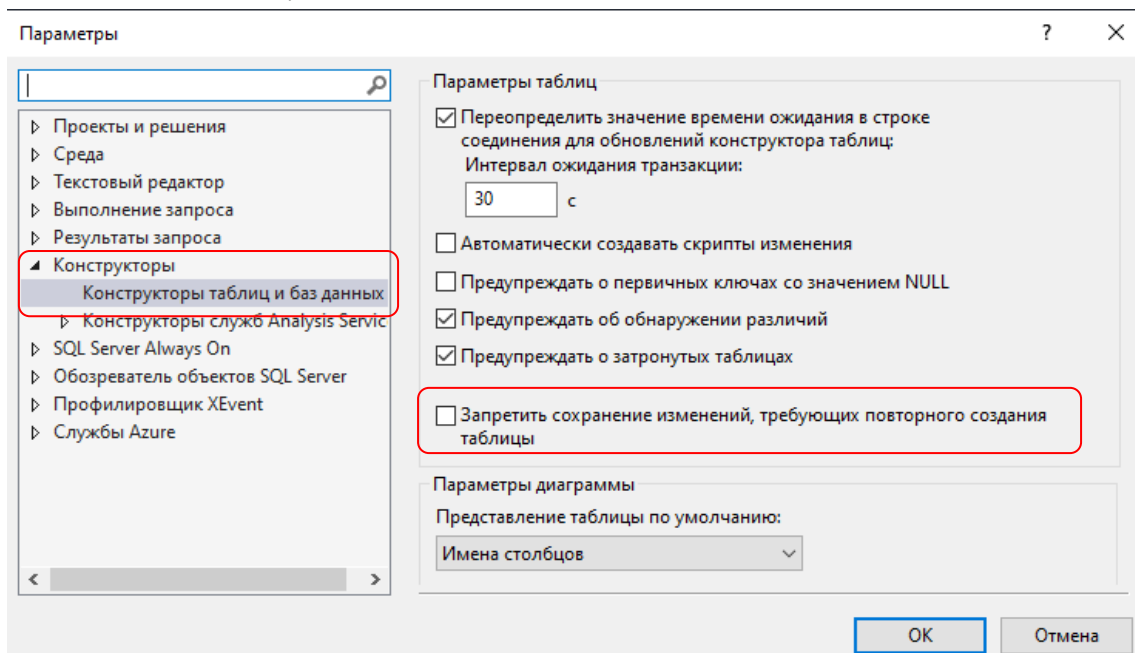 Параметры
?
Проекты и решения
Среда
Текстовый редактор
Выполнение запроса
Результаты запроса
Конструкторы
Конструкторы таблиц и баз данных
Конструкторы служб Analysis Servic
SQL Server Always On
Обозреватель объектов SQL Server
Профилировщик XEvent
Службы Azure
Параметры таблиц
Переопределить значение времени ожидания в строке
соединения для обновлений конструктора таблиц:
Интервал ожидания транзакции:
30 с
Автоматически создавать скрипты изменения
Предупреждать о первичных ключах со значением NULL
Предупреждать об обнаружении различий
Предупреждать о затронутых таблицах
Запретить сохранение изменений, требующих повторного создания
таблицы
Параметры диаграммы
Представление таблицы по умолчанию:
Имена столбцов
ОК
Отмена